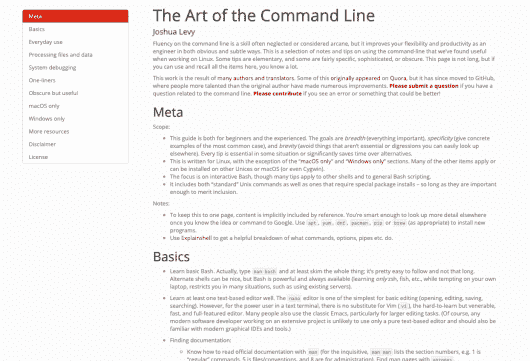 Meta
Basics
Everyday use
Processing files and data
System debugging
One-liners
Obscure but useful
macOS only
Windows only
More resources
Disclaimer
License
The Art of the Command Line
Joshua Levy
Fluency on the command line is a skill often neglected or considered arcane, but it improves your flexibility and productivity as an
engineer in both obvious and subtle ways. This is a selection of notes and tips on using the command-line that we've found useful
when working on Linux. Some tips are elementary, and some are fairly specific, sophisticated, or obscure. This page is not long, but if
you can use and recall all the items here, you know a lot.
This work is the result of many authors and translators. Some of this originally appeared on Quora, but it has since moved to GitHub,
where people more talented than the original author have made numerous improvements. Please submit a question if you have a
question related to the command line. Please contribute if you see an error or something that could be better!
Meta
Scope:
• This guide is both for beginners and the experienced. The goals are breadth (everything important), specificity (give concrete
examples of the most common case), and brevity (avoid things that aren't essential or digressions you can easily look up
elsewhere). Every tip is essential in some situation or significantly saves time over alternatives.
• This is written for Linux, with the exception of the "macOS only" and "Windows only" sections. Many of the other items apply or
can be installed on other Unices or macOS (or even Cygwin).
• The focus is on interactive Bash, though many tips apply to other shells and to general Bash scripting.
• It includes both "standard" Unix commands as well as ones that require special package installs – so long as they are important
enough to merit inclusion.
Notes:
• To keep this to one page, content is implicitly included by reference. You're smart enough to look up more detail elsewhere
once you know the idea or command to Google. Use apt, yum, dnf, pacman, pip or brew (as appropriate) to install new
programs.
• Use Explainshell to get a helpful breakdown of what commands, options, pipes etc. do.
Basics
• Learn basic Bash. Actually, type man bash and at least skim the whole thing; it's pretty easy to follow and not that long.
Alternate shells can be nice, but Bash is powerful and always available (learning only zsh, fish, etc., while tempting on your own
laptop, restricts you in many situations, such as using existing servers).
• Learn at least one text-based editor well. The nano editor is one of the simplest for basic editing (opening, editing, saving,
searching). However, for the power user in a text terminal, there is no substitute for Vim (vi), the hard-to-learn but venerable,
fast, and full-featured editor. Many people also use the classic Emacs, particularly for larger editing tasks. (Of course, any
modern software developer working on an extensive project is unlikely to use only a pure text-based editor and should also be
familiar with modern graphical IDEs and tools.)
• Finding documentation:
Know how to read official documentation with man (for the inquisitive, man man lists the section numbers, e.g. 1 is
"regular" commands, 5 is files/conventions, and 8 are for administration). Find man pages with apropos.